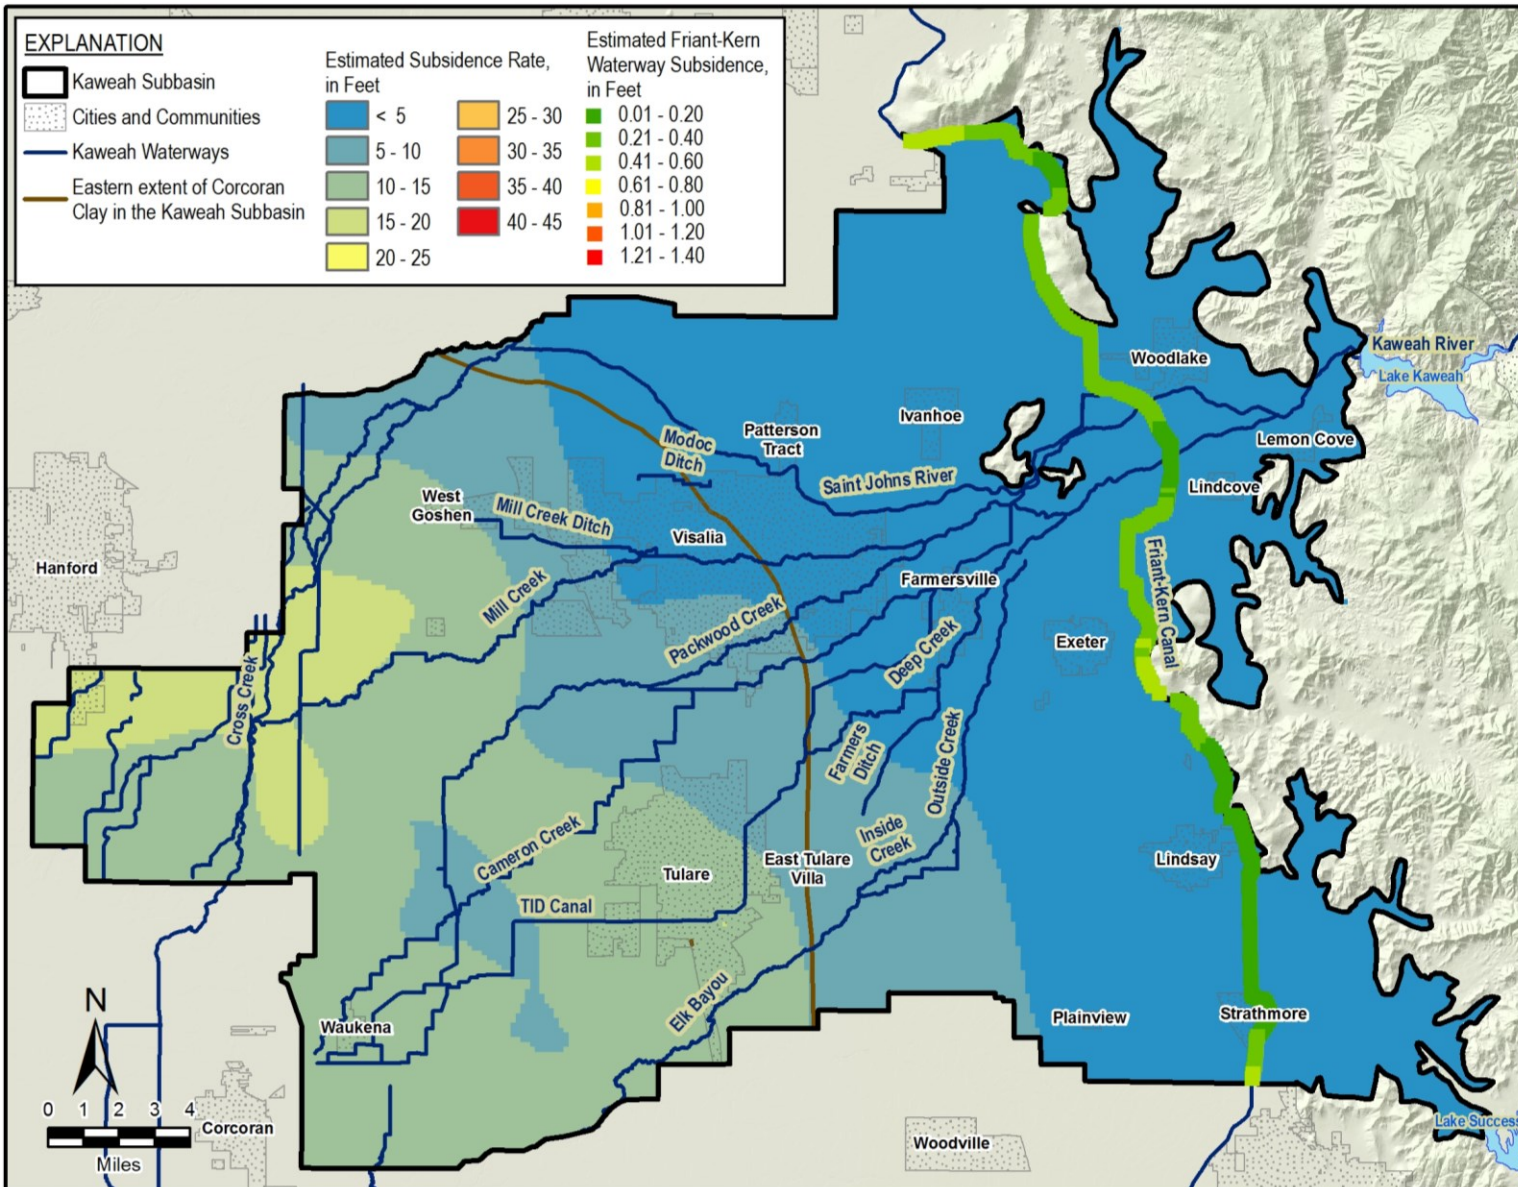 EXPLANATION
Kaweah Subbasin
Cities and Communities
Kaweah Waterways
Eastern extent of Corcoran
Clay in the Kaweah Subbasin
Estimated Subsidence Rate,
in Feet
< 5
5 - 10
10 - 15
15 - 20
20 - 25
25 - 30
30 - 35
35 - 40
40 - 45
Estimated Friant-Kern
Waterway Subsidence,
in Feet
0.01 - 0.20
0.21 - 0.40
0.41 - 0.60
0.61 - 0.80
0.81 - 1.00
1.01 - 1.20
1.21 - 1.40
Kaweah River
Woodlake
Lake Kaweah
Ivanhoe
Patterson
Tract
Modoc
Ditch
Lemon Cove
Saint Johns River
Lindcove
West
Goshen
Mill Creek Ditch
Visalia
Hanford
Mill Creek
Farmersville
Friant-Kern Canal
Packwood Creek
Deep Creek
Exeter
Cross Creek
Farmers
Ditch
Outside Creek
Inside
Creek
Cameron Creek
Tulare
East Tulare
Villa
Lindsay
TID Canal
Elk Bayou
N
Waukena
Plainview
Strathmore
0 1 2 3 4
Miles
Corcoran
Woodville
Lake Success